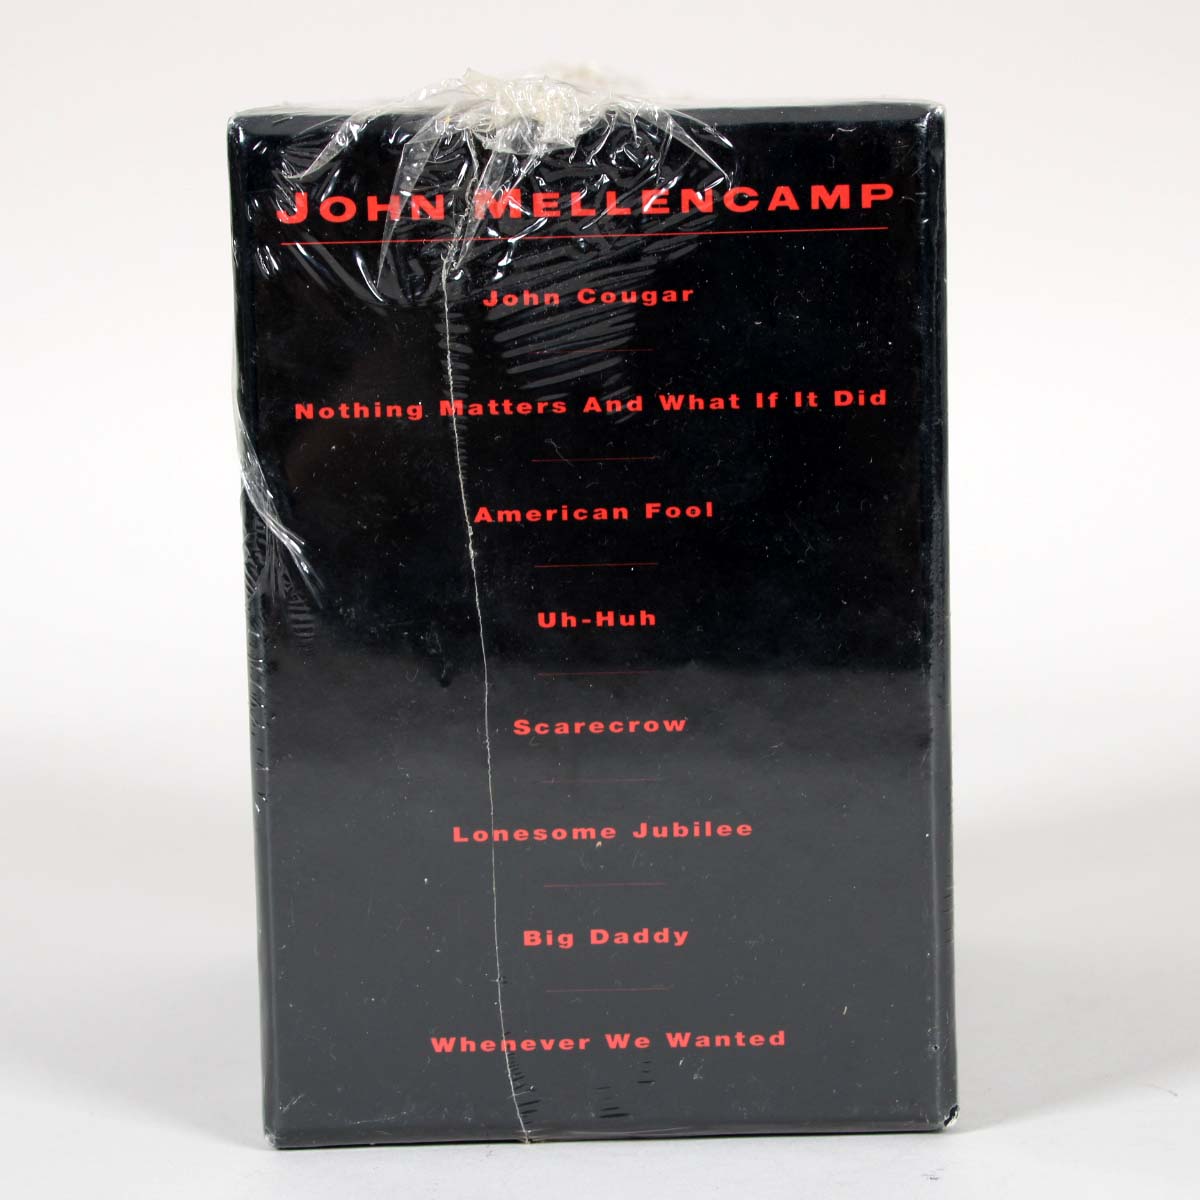 John Mellencamp
John Cougar
Nothing Matters And What If It Did
American Fool
Uh-Huh
Scarecrow
Lonesome Jubilee
Big Daddy
Whenever We Wanted